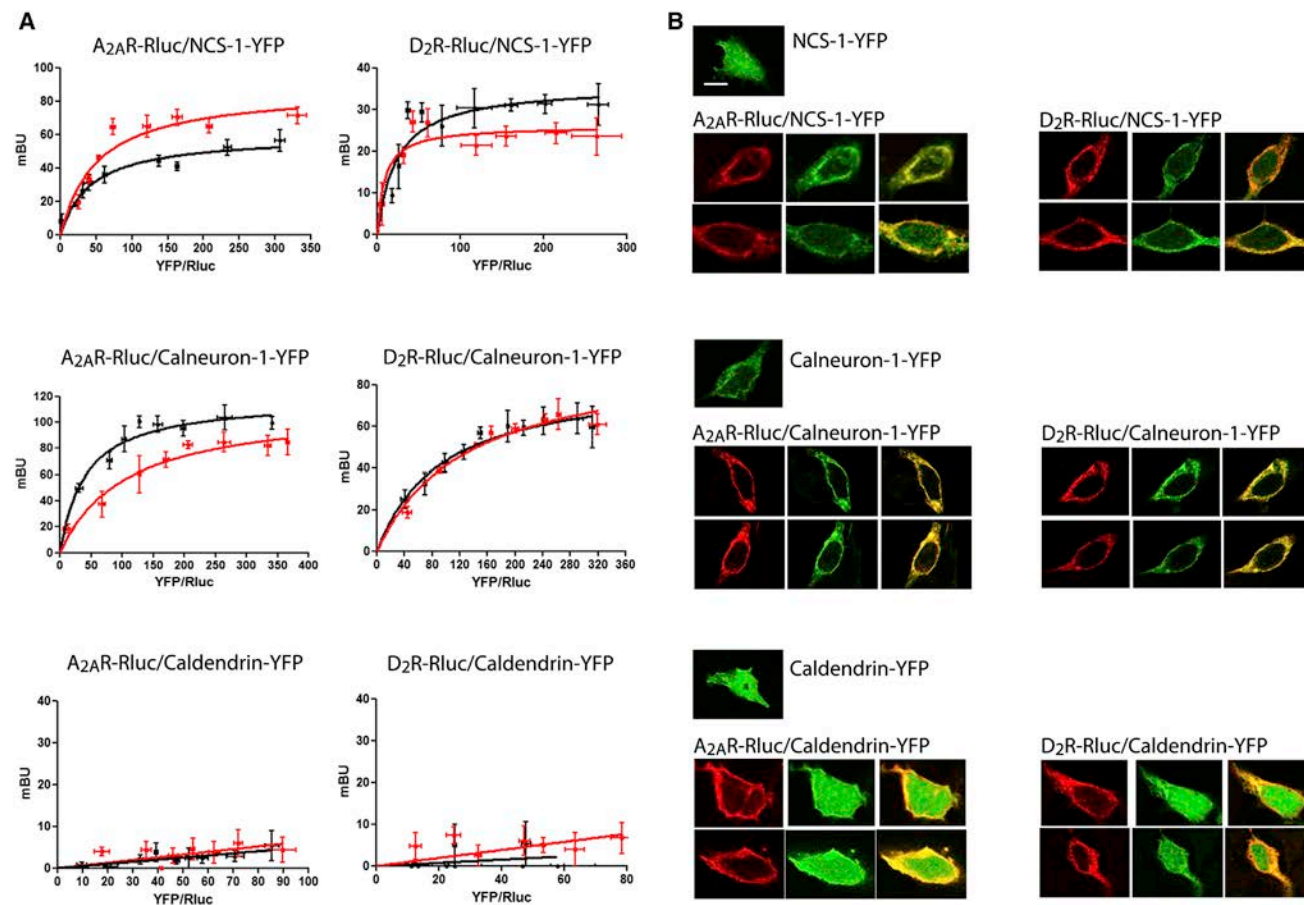 A
A2AR-Rluc/NCS-1-YFP
mBU
100
80
60
40
20
0
0 50 100 150 200 250 300 350
YFP/Rluc
D2R-Rluc/NCS-1-YFP
mBU
40
30
20
10
0
0 100 200 300
YFP/Rluc
A2AR-Rluc/Calneuron-1-YFP
mBU
120
100
80
60
40
20
0
0 50 100 150 200 250 300 350 400
YFP/Rluc
D2R-Rluc/Calneuron-1-YFP
mBU
80
60
40
20
0
0 40 80 120 160 200 240 280 320 360
YFP/Rluc
A2AR-Rluc/Caldendrin-YFP
mBU
40
30
20
10
0
0 10 20 30 40 50 60 70 80 90 100
YFP/Rluc
D2R-Rluc/Caldendrin-YFP
mBU
40
30
20
10
0
0 20 40 60 80
YFP/Rluc
B
NCS-1-YFP
A2AR-Rluc/NCS-1-YFP
D2R-Rluc/NCS-1-YFP
Calneuron-1-YFP
A2AR-Rluc/Calneuron-1-YFP
D2R-Rluc/Calneuron-1-YFP
Caldendrin-YFP
A2AR-Rluc/Caldendrin-YFP
D2R-Rluc/Caldendrin-YFP